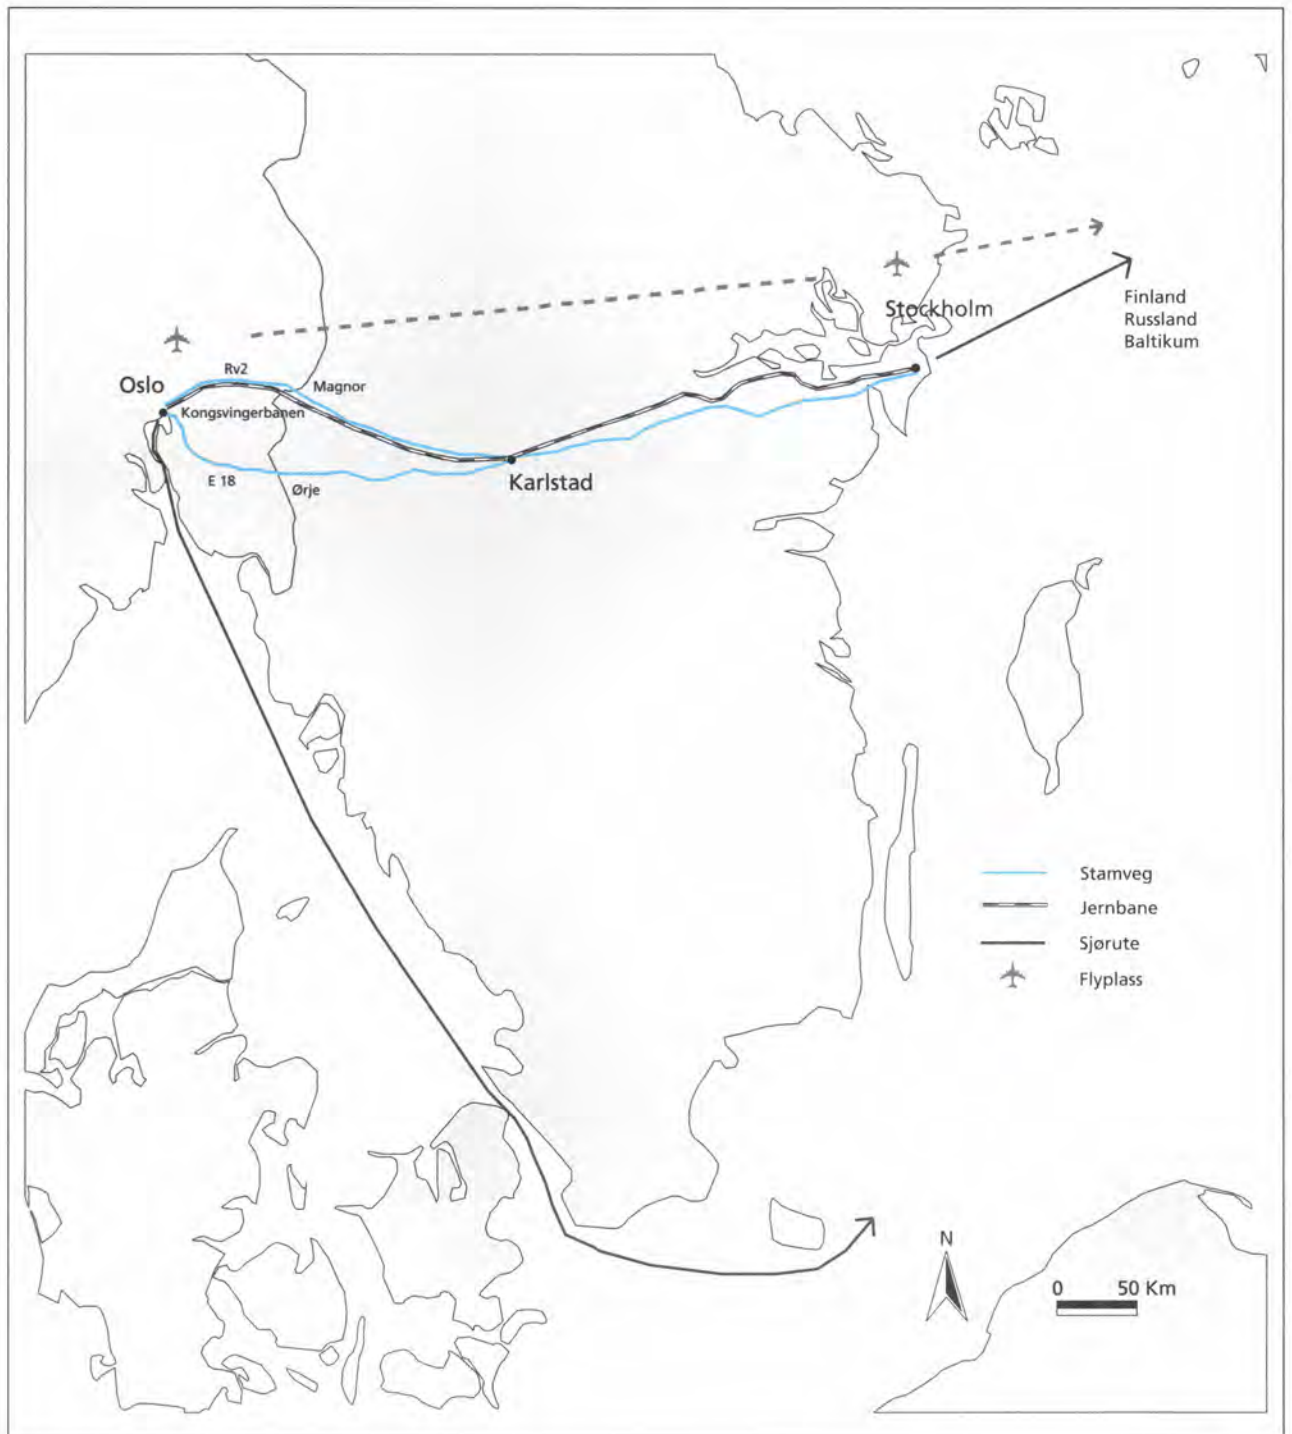 Stockholm
Finland
Russland
Baltikum
Rv2
Magnor
Oslo
Kongsvingerbanen
E 18
Ørje
Karlstad
Stamveg
Jernbane
Sjørute
Flyplass
N
0 50 Km